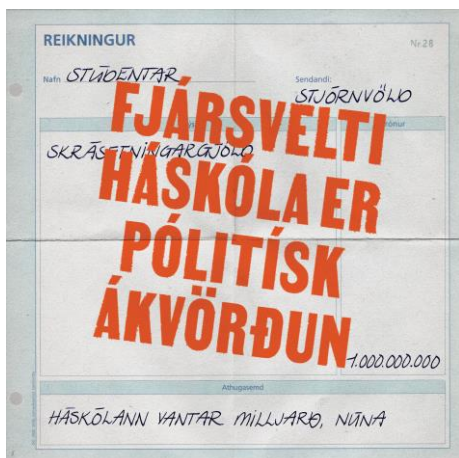 REIKNINGUR
Nr.28
Nafn STÚDENTAR
Sendandi:
STJÓRNVÖLD
SKRÁSETNINGARGJÖLD
FJÁRSVELTI
HÁSKÓLA ER
PÓLITÍSK
ÁKVÖRÐUN
1.000.000.000
Athugasemd
HÁSKÓLANN VANTAR MILLJARÐ, NÚNA